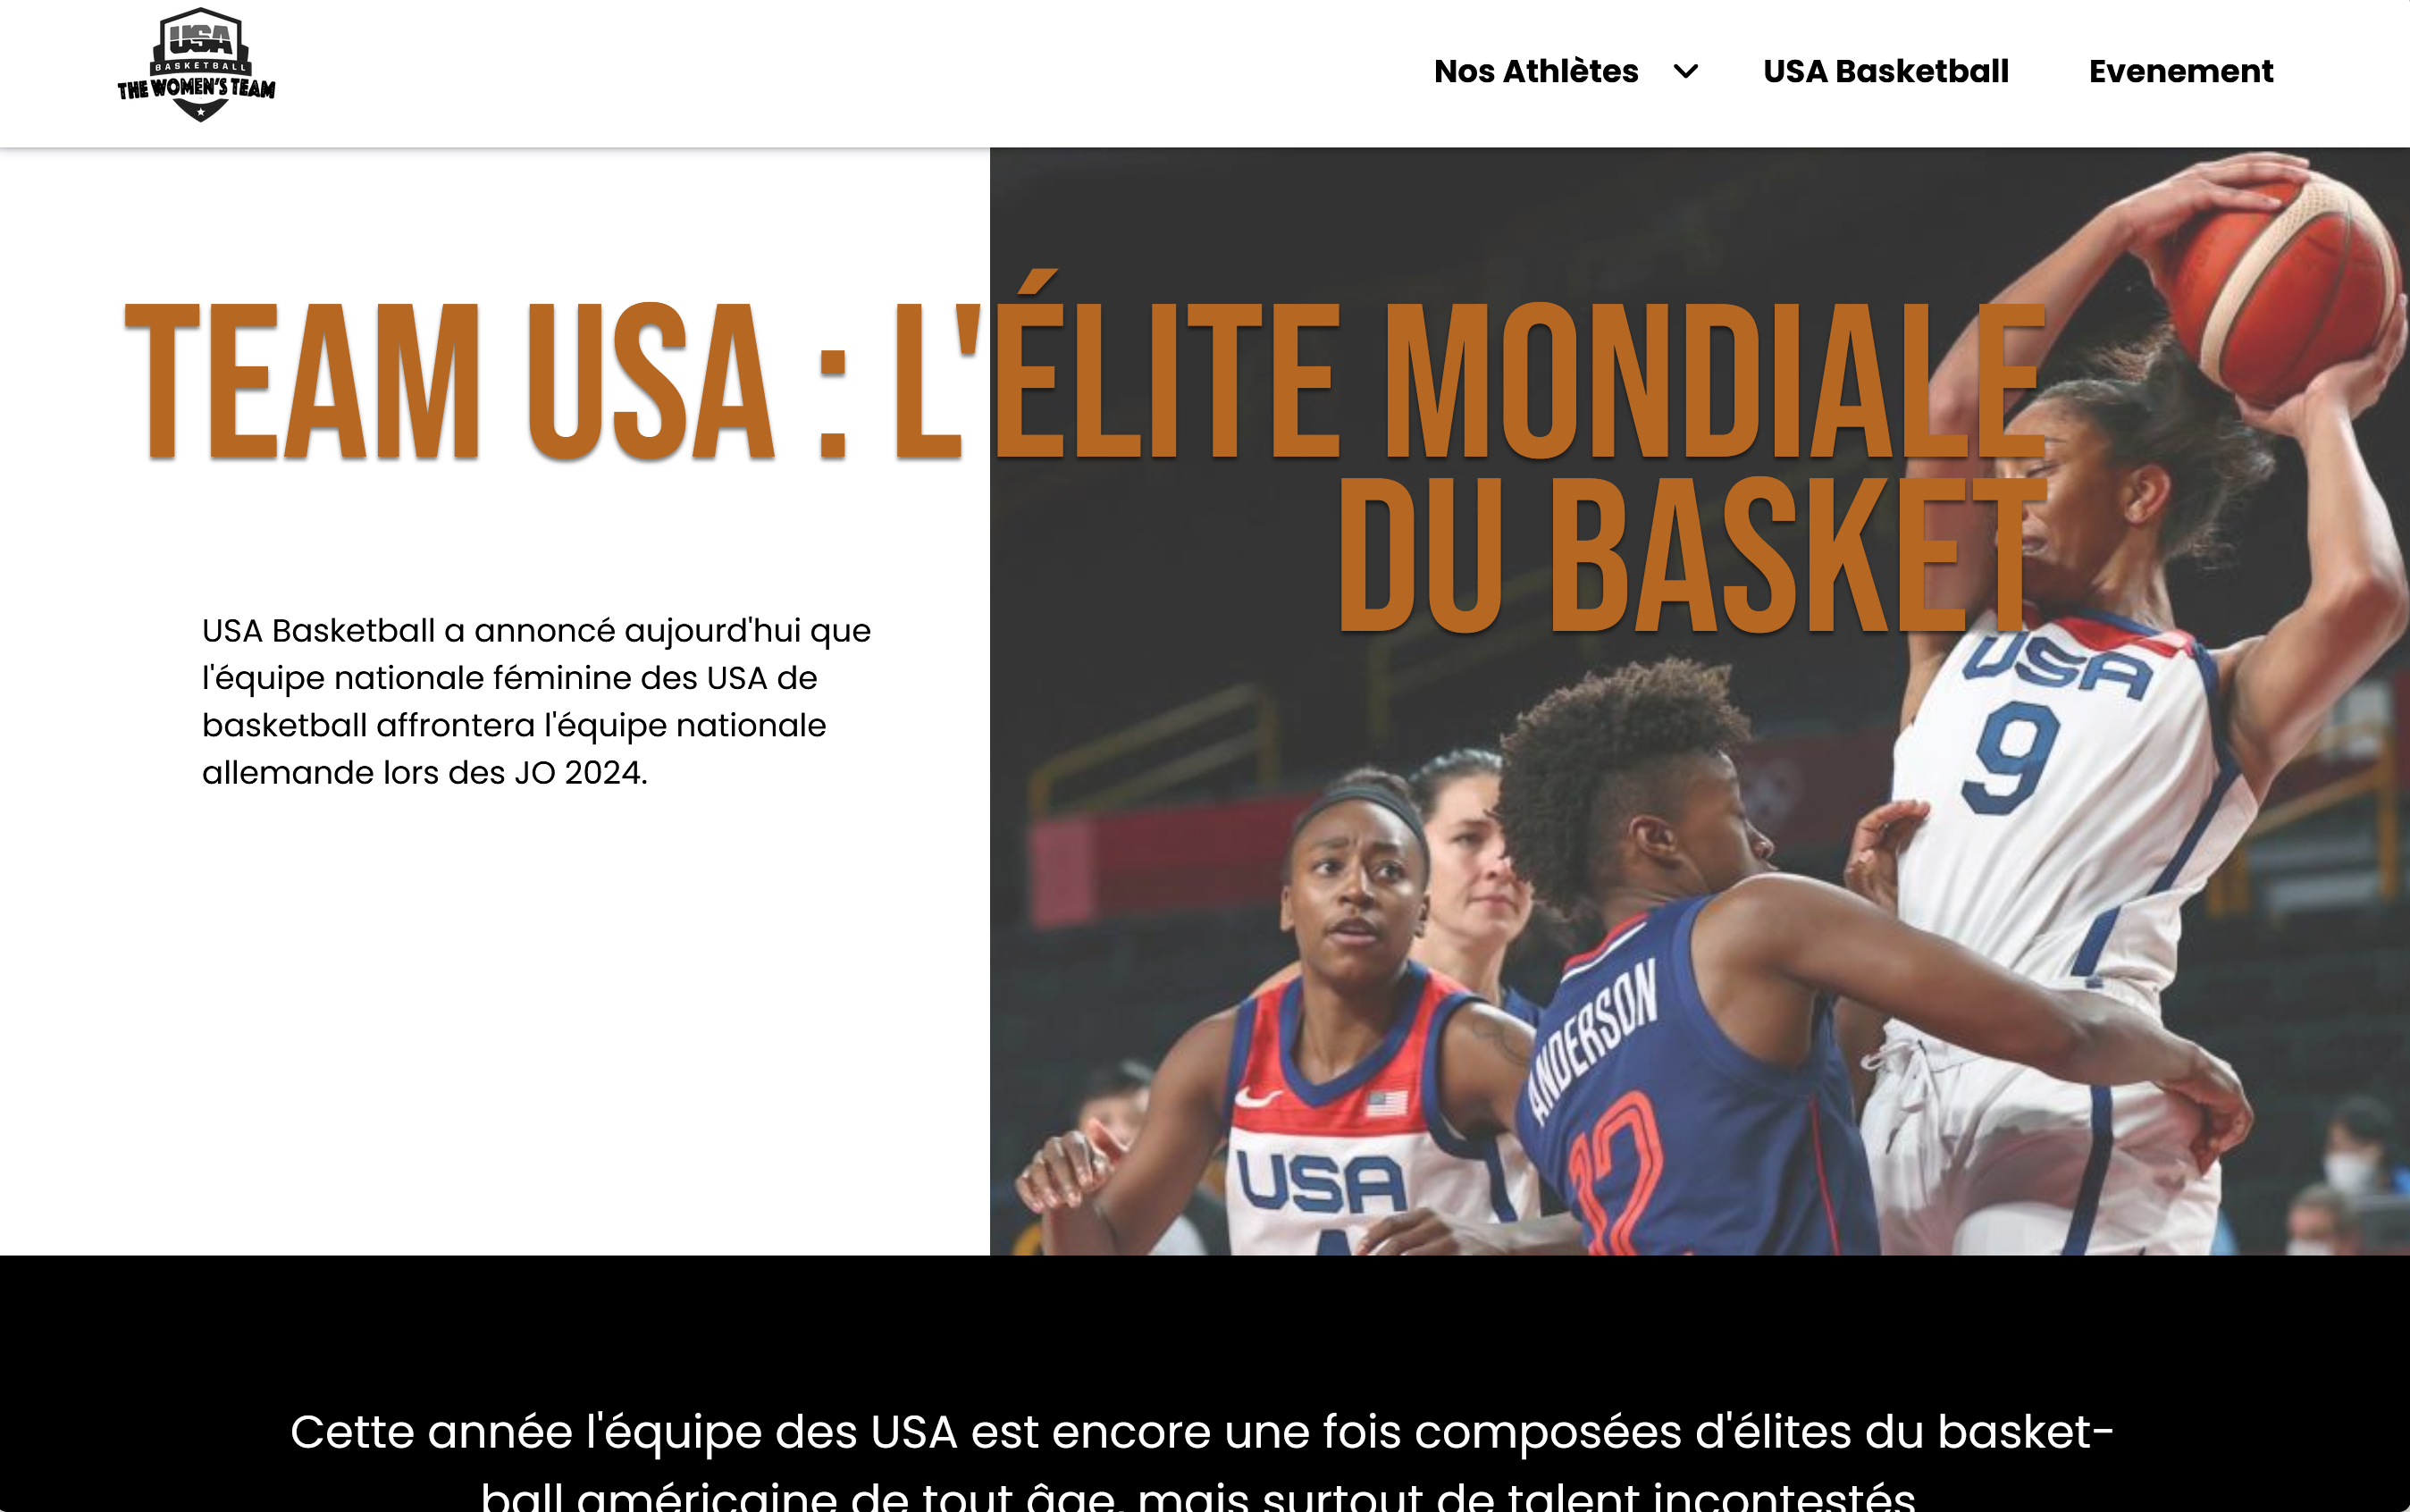 USA
BASKETBALL
THE WOMEN'S TEAM
Nos Athlètes
USA Basketball
Evenement
TEAM USA : L'ÉLITE MONDIALE
DU BASKET
USA Basketball a annoncé aujourd'hui que
l'équipe nationale féminine des USA de
basketball affrontera l'équipe nationale
allemande lors des JO 2024.
USA
9
ANDERSON
12
USA
Cette année l'équipe des USA est encore une fois composées d'élites du basket-
ball américaine de tout âge, mais surtout de talent incontestés